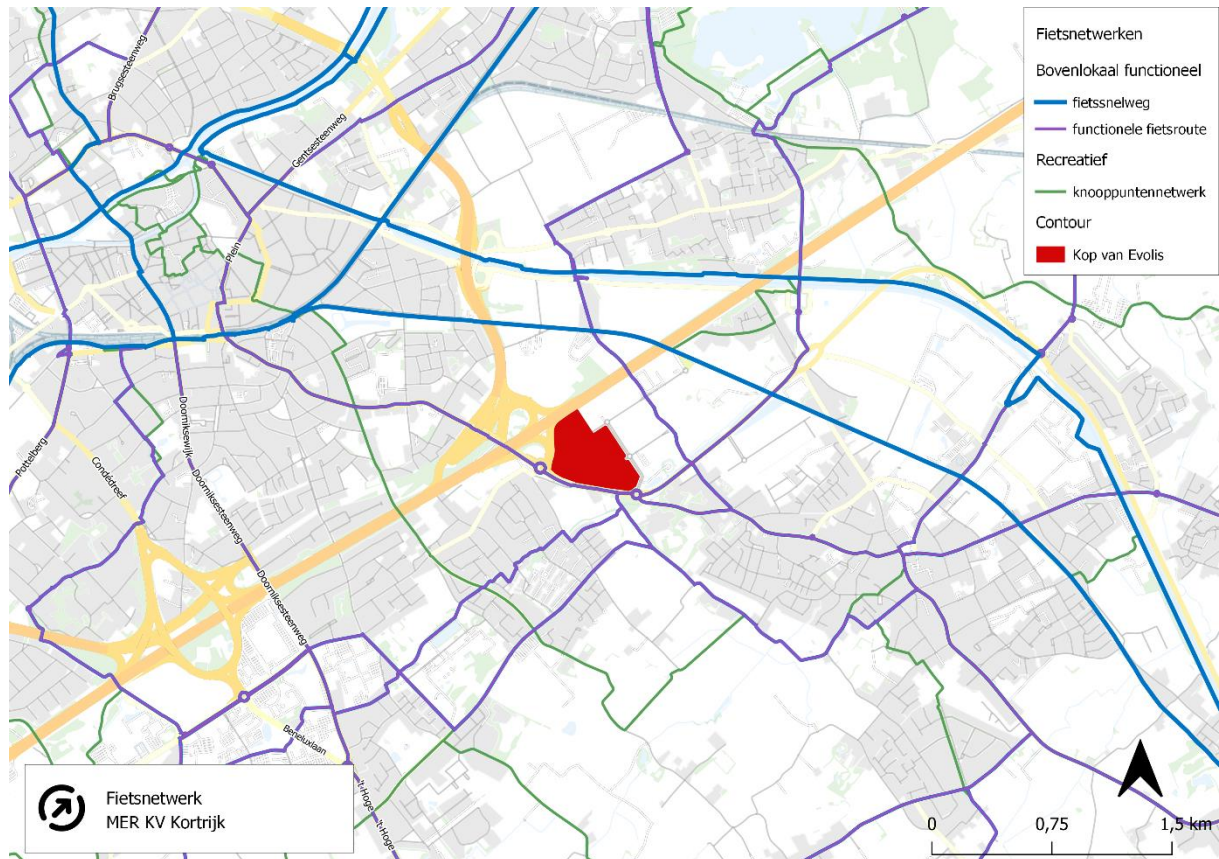 Fietsnetwerken
Bovenlokaal functioneel
fietssnelweg
functionele fietsroute
Recreatief
knooppuntennetwerk
Contour
Kop van Evolis
Brugsesteenweg
Gentsesteenweg
Plein
Pottelberg
Condédreef
Doorniksewijk
Doorniksesteenweg
Doorniksesteenweg
Beneluxlaan
't Hoge
't Hoge
Fietsnetwerk
MER KV Kortrijk
0 0,75 1,5 km